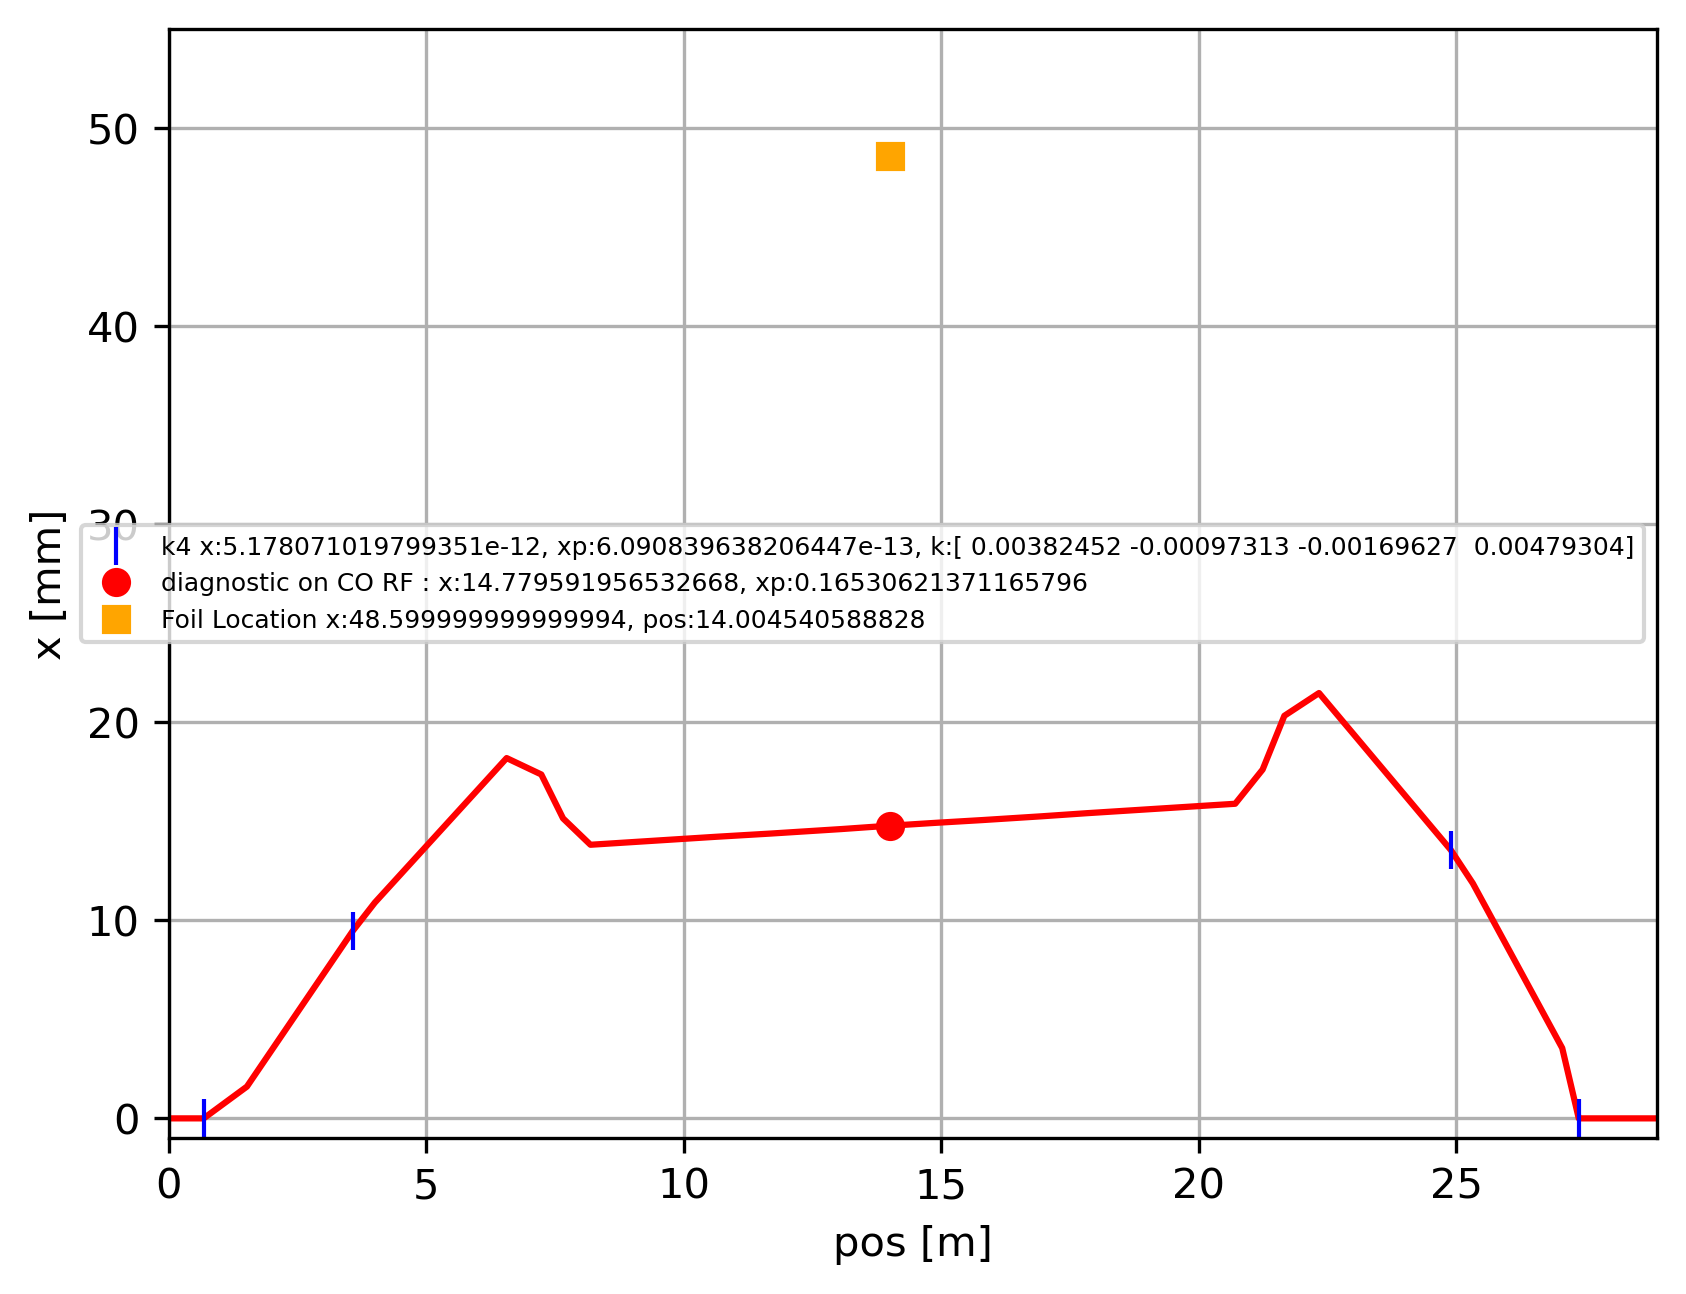 50
40
30
k4 x:5.178071019799351e-12, xp:6.090839638206447e-13, k:[ 0.00382452 -0.00097313 -0.00169627  0.00479304]
diagnostic on CO RF : x:14.779591956532668, xp:0.16530621371165796
Foil Location x:48.599999999999994, pos:14.004540588828
x [mm]
20
10
0
0 5 10 15 20 25
pos [m]